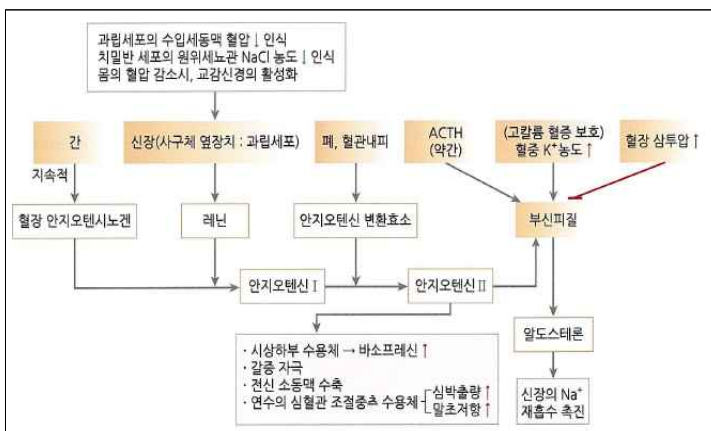 과립세포의 수입세동맥 혈압↓ 인식
치밀반 세포의 원위세뇨관 NaCl 농도↓ 인식
몸의 혈압 감소시, 교감신경의 활성화
간
신장(사구체 옆장치 : 과립세포)
폐, 혈관내피
ACTH
(약간)
(고칼륨 혈증 보호)
혈중 K⁺농도 ↑
혈장 삼투압 ↑
지속적
혈장 안지오텐시노겐
레닌
안지오텐신 변환효소
부신피질
안지오텐신 Ⅰ
안지오텐신 Ⅱ
알도스테론
· 시상하부 수용체 → 바소프레신 ↑
· 갈증 자극
· 전신 소동맥 수축
· 연수의 심혈관 조절중추 수용체
심박출량 ↑
말초저항 ↑
신장의 Na⁺
재흡수 촉진